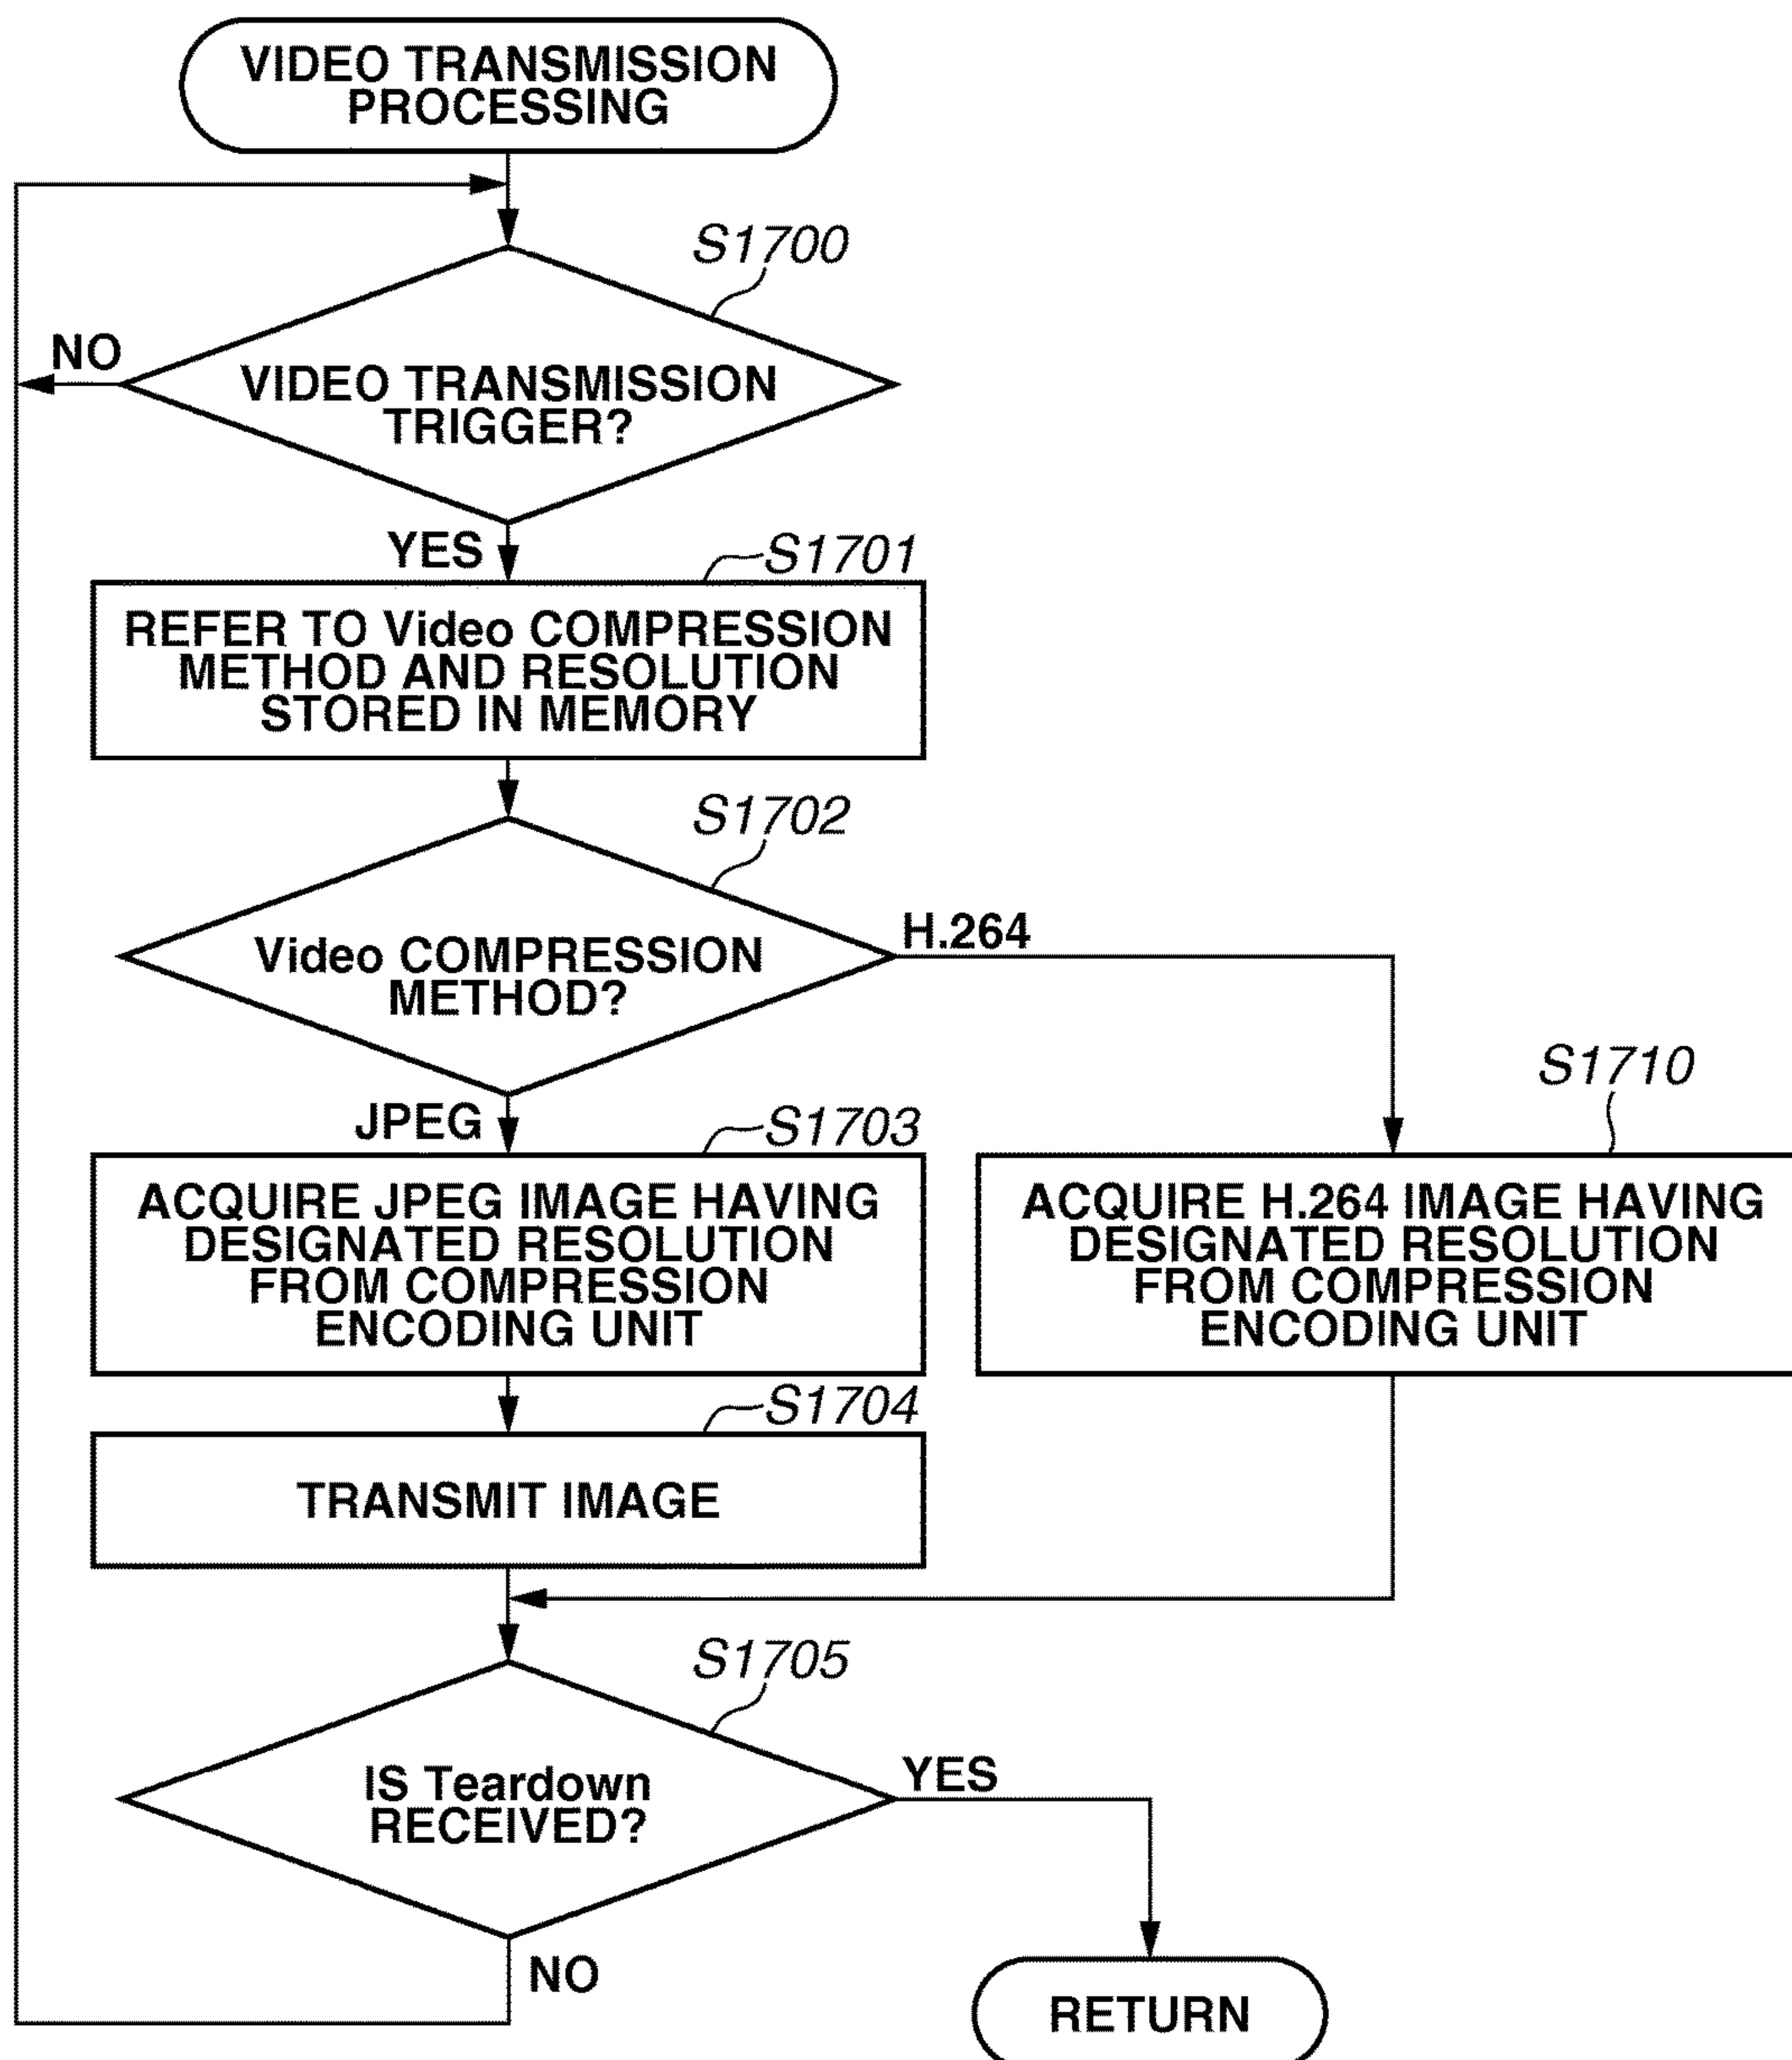 VIDEO TRANSMISSION
PROCESSING
S1700
NO
VIDEO TRANSMISSION
TRIGGER?
YES
S1701
REFER TO Video COMPRESSION
METHOD AND RESOLUTION
STORED IN MEMORY
S1702
H.264
Video COMPRESSION
METHOD?
JPEG
S1703
S1710
ACQUIRE JPEG IMAGE HAVING
DESIGNATED RESOLUTION
FROM COMPRESSION
ENCODING UNIT
ACQUIRE H.264 IMAGE HAVING
DESIGNATED RESOLUTION
FROM COMPRESSION
ENCODING UNIT
S1704
TRANSMIT IMAGE
S1705
IS Teardown
RECEIVED?
YES
NO
RETURN